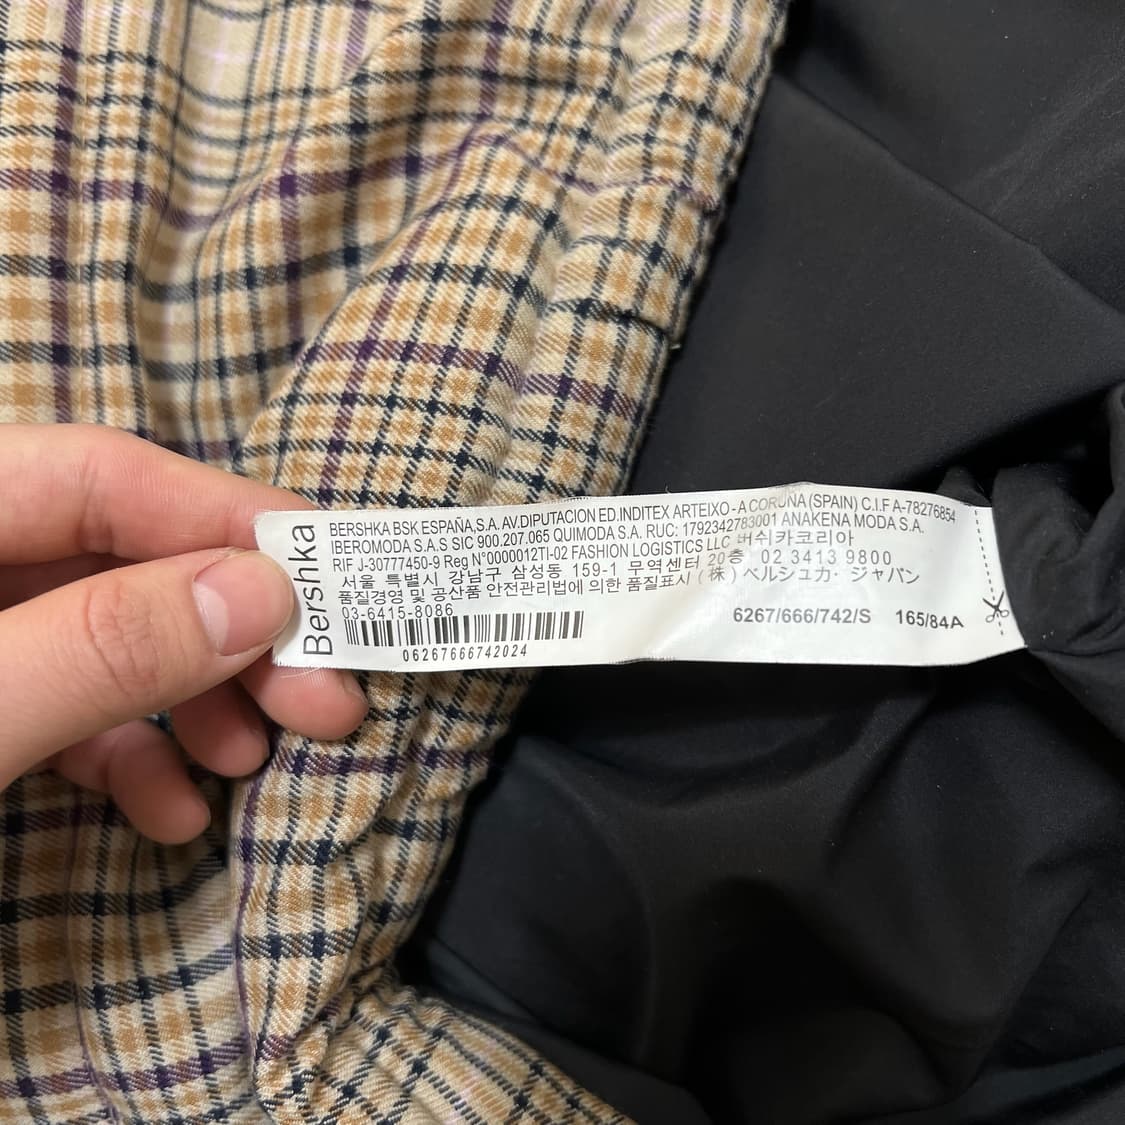 Bershka
BERSHKA BSK ESPAÑA,S.A. AV.DIPUTACION ED.INDITEX ARTEIXO - A CORUÑA (SPAIN) C.I.F A-78276854
IBEROMODA S.A.S SIC 900.207.065 QUIMODA S.A. RUC: 1792342783001 ANAKENA MODA S.A.
RIF J-30777450-9 Reg N°0000012TI-02 FASHION LOGISTICS LLC 버쉬카코리아
서울 특별시 강남구 삼성동 159-1 무역센터 20층 02 3413 9800
품질경영 및 공산품 안전관리법에 의한 품질표시 (株) ベルシュカ・ジャパン
03-6415-8086
6267/666/742/S 165/84A
06267666742024